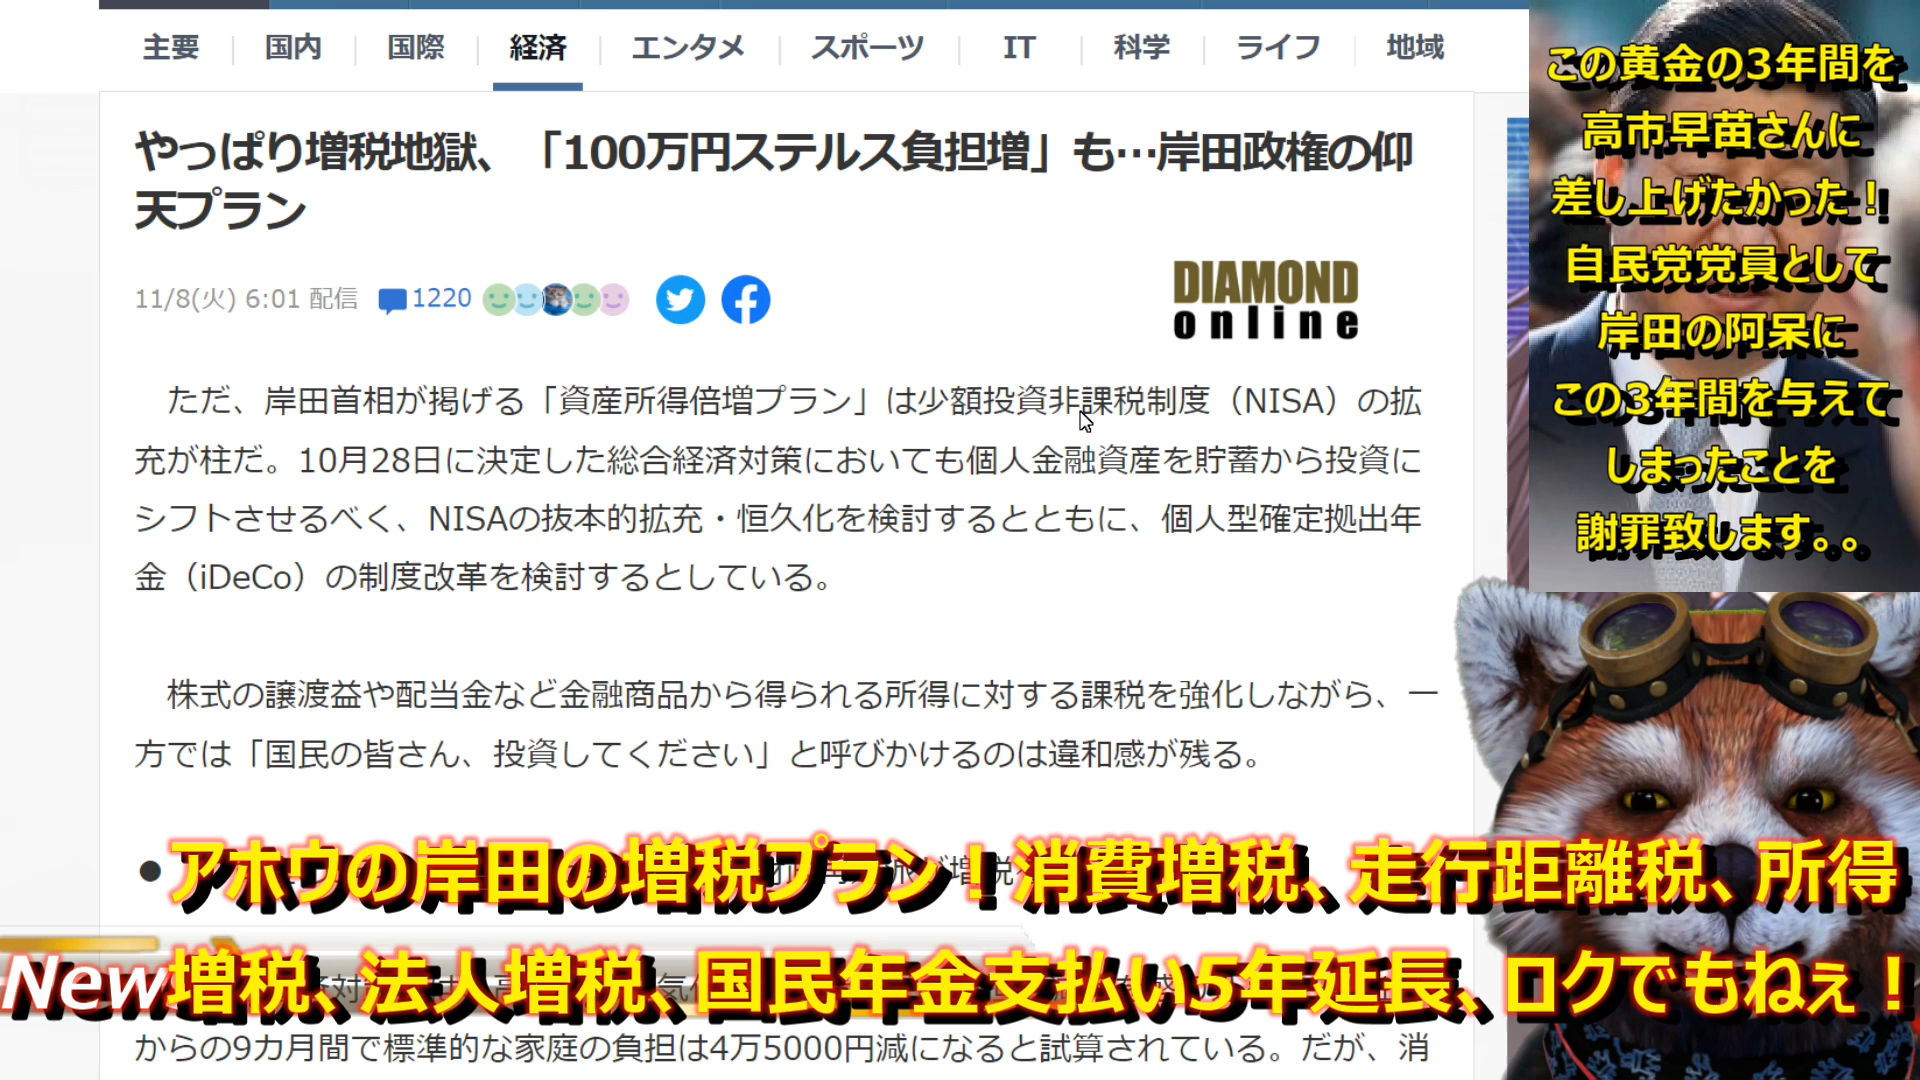 主要 国内 国際 経済 エンタメ スポーツ IT 科学 ライフ 地域
やっぱり増税地獄、「100万円ステルス負担増」も…岸田政権の仰
天プラン
11/8(火) 6:01 配信 1220
DIAMOND
online
ただ、岸田首相が掲げる「資産所得倍増プラン」は少額投資非課税制度（NISA）の拡
充が柱だ。10月28日に決定した総合経済対策においても個人金融資産を貯蓄から投資に
シフトさせるべく、NISAの抜本的拡充・恒久化を検討するとともに、個人型確定拠出年
金（iDeCo）の制度改革を検討するとしている。
株式の譲渡益や配当金など金融商品から得られる所得に対する課税を強化しながら、一
方では「国民の皆さん、投資してください」と呼びかけるのは違和感が残る。
からの9カ月間で標準的な家庭の負担は4万5000円減になると試算されている。だが、消
この黄金の3年間を
高市早苗さんに
差し上げたかった！
自民党党員として
岸田の阿呆に
この3年間を与えて
しまったことを
謝罪致します。。
アホウの岸田の増税プラン！消費増税、走行距離税、所得
New増税、法人増税、国民年金支払い5年延長、ロクでもねぇ！